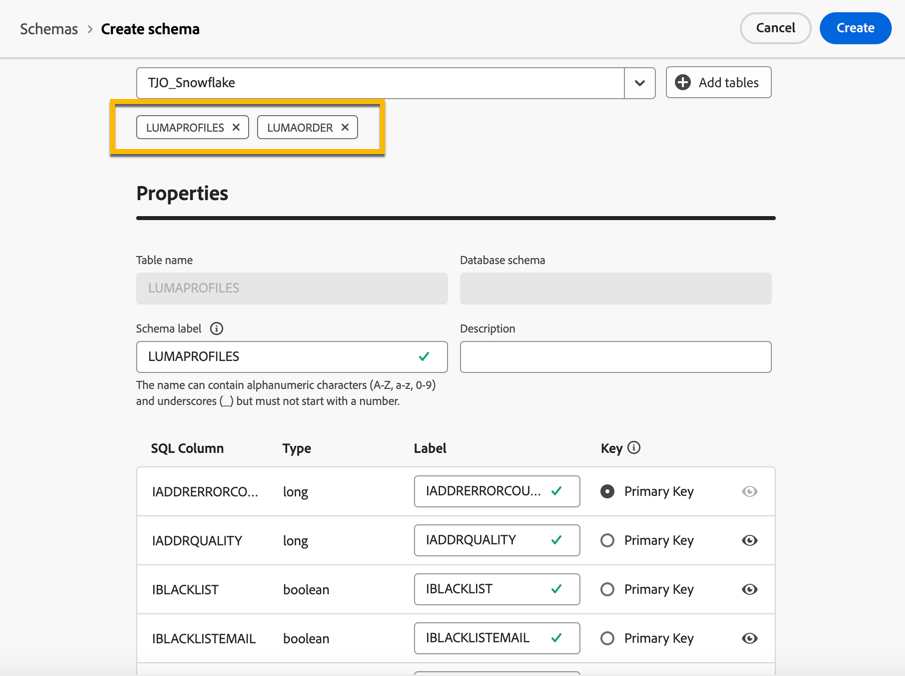 Schemas > Create schema
Cancel
Create
TJO_Snowflake
Add tables
LUMAPROFILES
LUMAORDER
Properties
Table name
Database schema
LUMAPROFILES
Schema label
Description
LUMAPROFILES
The name can contain alphanumeric characters (A-Z, a-z, 0-9)
and underscores (_) but must not start with a number.
SQL Column Type Label Key
IADDRERRORCO... long IADDRERRORCOU... Primary Key
IADDRQUALITY long IADDRQUALITY Primary Key
IBLACKLIST boolean IBLACKLIST Primary Key
IBLACKLISTEMAIL boolean IBLACKLISTEMAIL Primary Key